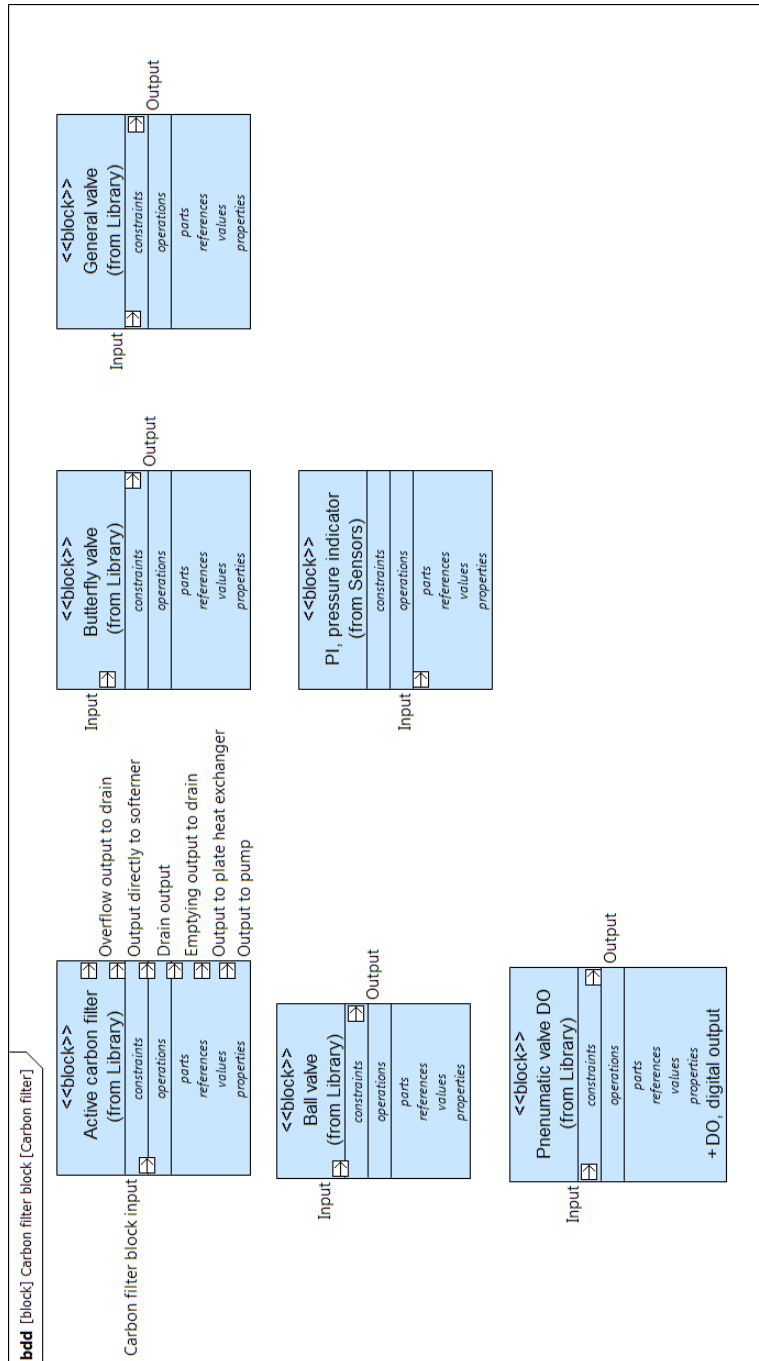 bdd [block] Carbon filter block [Carbon filter]
Carbon filter block input
<<block>>
Active carbon filter
(from Library)
constraints
operations
parts
references
values
properties
Overflow output to drain
Output directly to softerner
Drain output
Emptying output to drain
Output to plate heat exchanger
Output to pump
Input
<<block>>
Butterfly valve
(from Library)
constraints
operations
parts
references
values
properties
Output
Input
<<block>>
General valve
(from Library)
constraints
operations
parts
references
values
properties
Output
Input
<<block>>
Ball valve
(from Library)
constraints
operations
parts
references
values
properties
Output
Input
<<block>>
PI, pressure indicator
(from Sensors)
constraints
operations
parts
references
values
properties
Input
<<block>>
Pnenumatic valve DO
(from Library)
constraints
operations
parts
references
values
properties
+ DO, digital output
Output